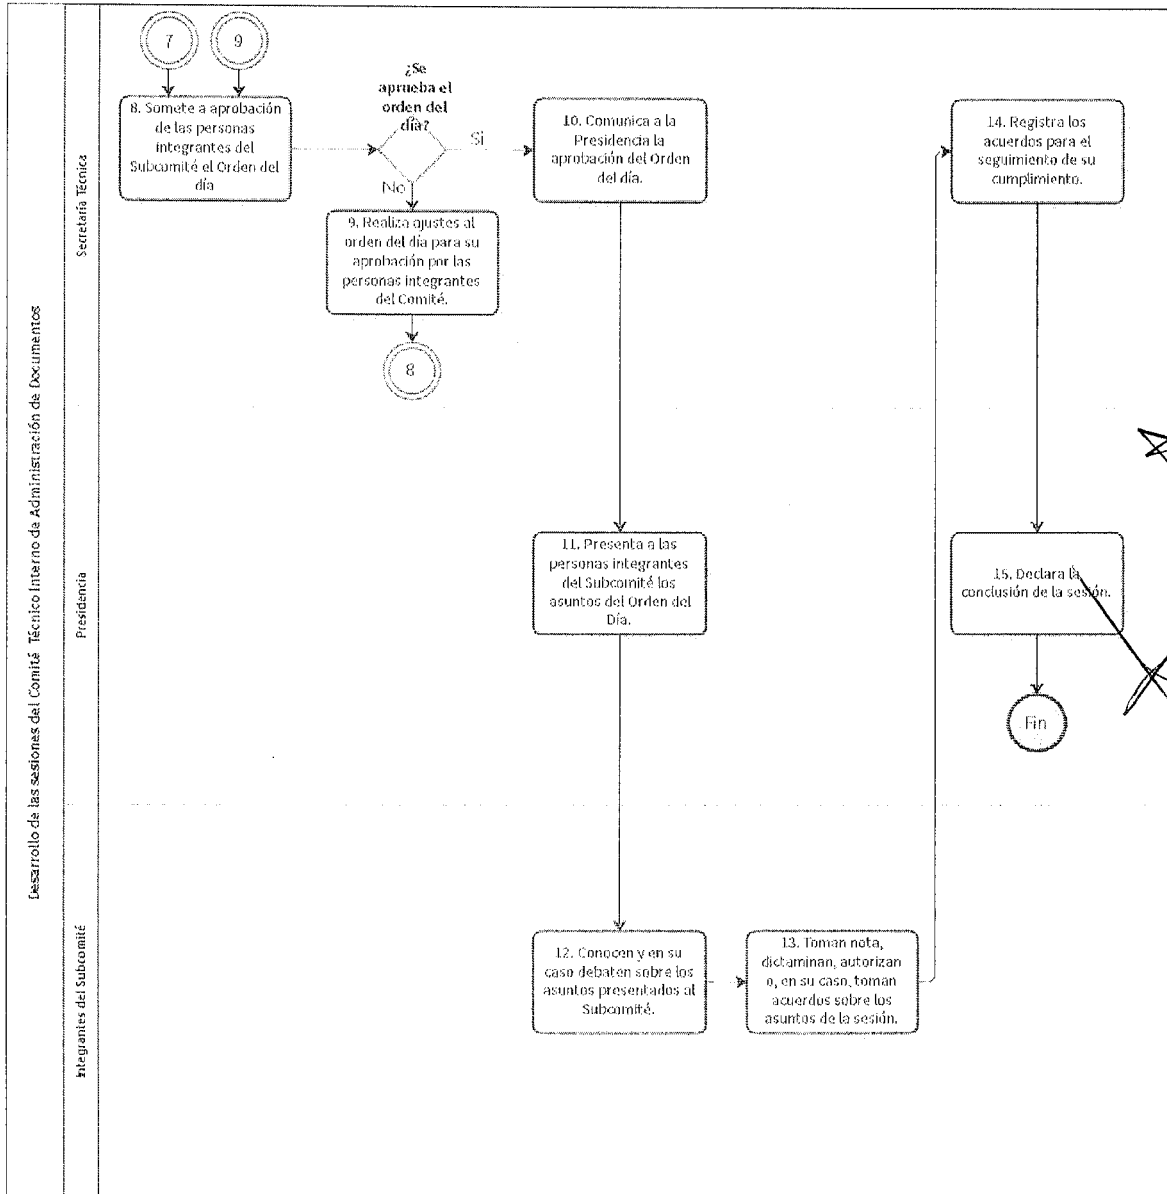 Desarrollo de las sesiones del Comité Técnico Interno de Administración de Documentos
Secretaría Técnica
7
9
8. Somete a aprobación
de las personas
integrantes del
Subcomité el Orden del
día
¿Se
aprueba el
orden del
día?
Si
No
9. Realiza ajustes al
orden del día para su
aprobación por las
personas integrantes
del Comité.
8
10. Comunica a la
Presidencia la
aprobación del Orden
del día.
14. Registra los
acuerdos para el
seguimiento de su
cumplimiento.
Presidencia
11. Presenta a las
personas integrantes
del Subcomité los
asuntos del Orden del
Día.
15. Declara la
conclusión de la sesión.
Fin
Integrantes del Subcomité
12. Conocen y en su
caso debaten sobre los
asuntos presentados al
Subcomité.
13. Toman nota,
dictaminan, autorizan
o, en su caso, toman
acuerdos sobre los
asuntos de la sesión.